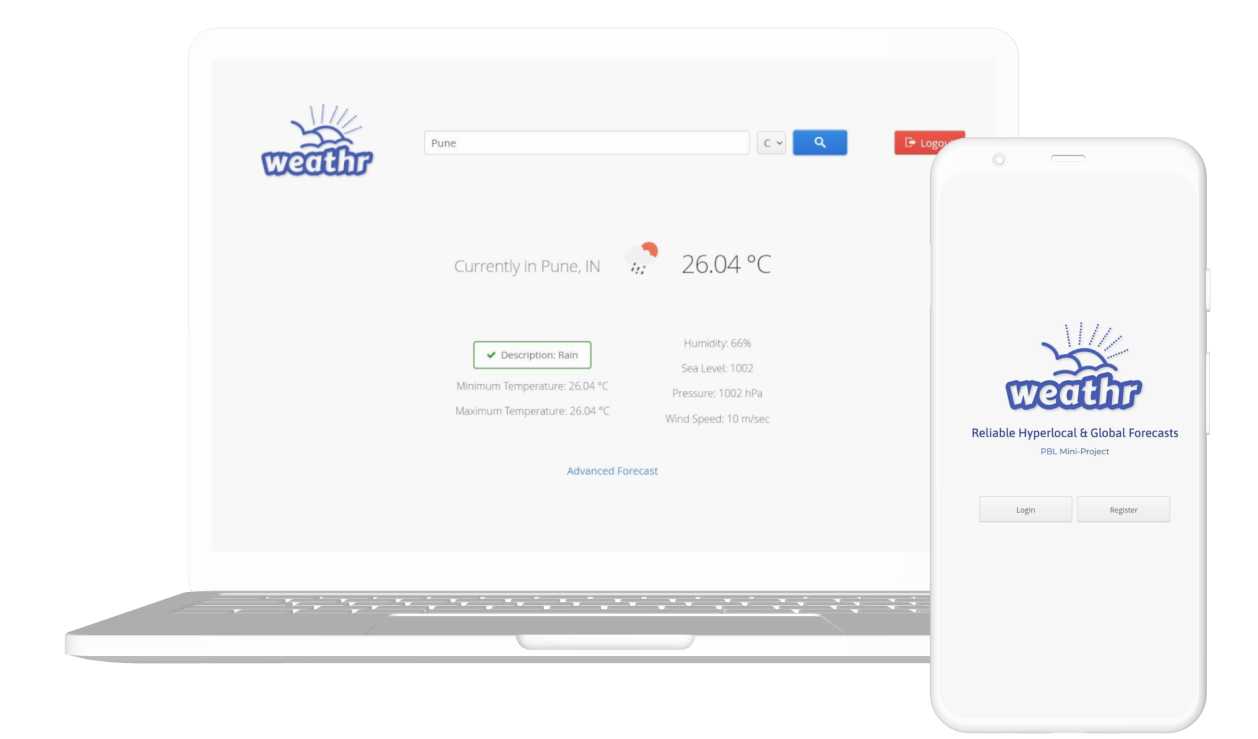 weathr
Pune
C
Logout
Currently in Pune, IN
26.04 °C
Description: Rain
Minimum Temperature: 26.04 °C
Maximum Temperature: 26.04 °C
Humidity: 66%
Sea Level: 1002
Pressure: 1002 hPa
Wind Speed: 10 m/sec
Advanced Forecast
weathr
Reliable Hyperlocal & Global Forecasts
PBL Mini-Project
Login
Register